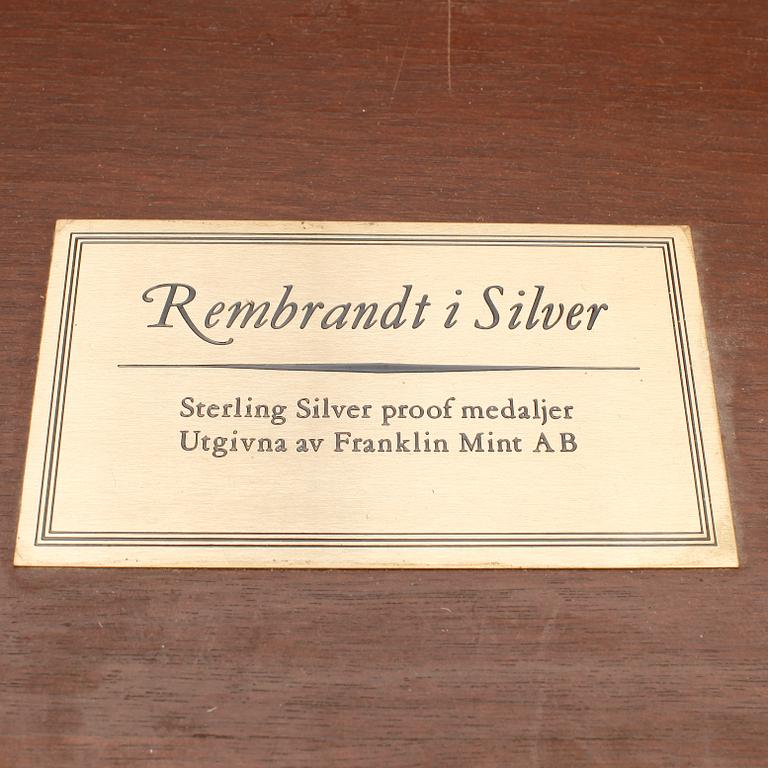 Rembrandt i Silver
Sterling Silver proof medaljer
Utgivna av Franklin Mint AB